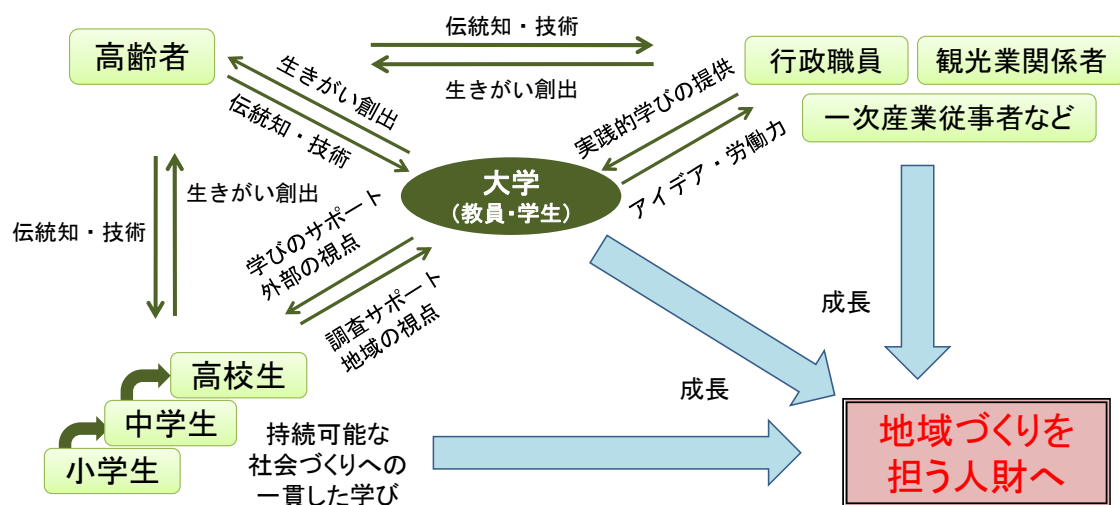 伝統知・技術
高齢者
生きがい創出
行政職員
観光業関係者
一次産業従事者など
生きがい創出
伝統知・技術
実践的学びの提供
アイデア・労働力
大学
（教員・学生）
生きがい創出
伝統知・技術
学びのサポート
外部の視点
調査サポート
地域の視点
成長
高校生
中学生
小学生
持続可能な
社会づくりへの
一貫した学び
成長
地域づくりを
担う人財へ